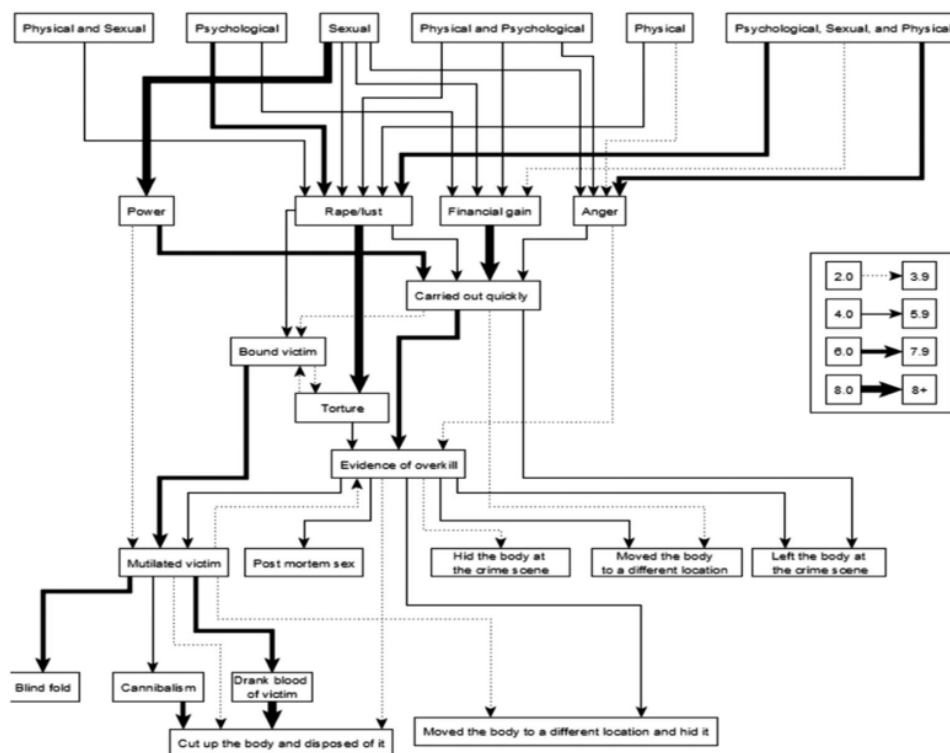 Physical and Sexual
Psychological
Sexual
Physical and Psychological
Physical
Psychological, Sexual, and Physical
Power
Rape/lust
Financial gain
Anger
2.0
3.9
4.0
5.9
6.0
7.9
8.0
8+
Carried out quickly
Bound victim
Torture
Evidence of overkill
Mutilated victim
Post mortem sex
Hid the body at
the crime scene
Moved the body
to a different location
Left the body at
the crime scene
Blind fold
Cannibalism
Drank blood
of victim
Cut up the body and disposed of it
Moved the body to a different location and hid it